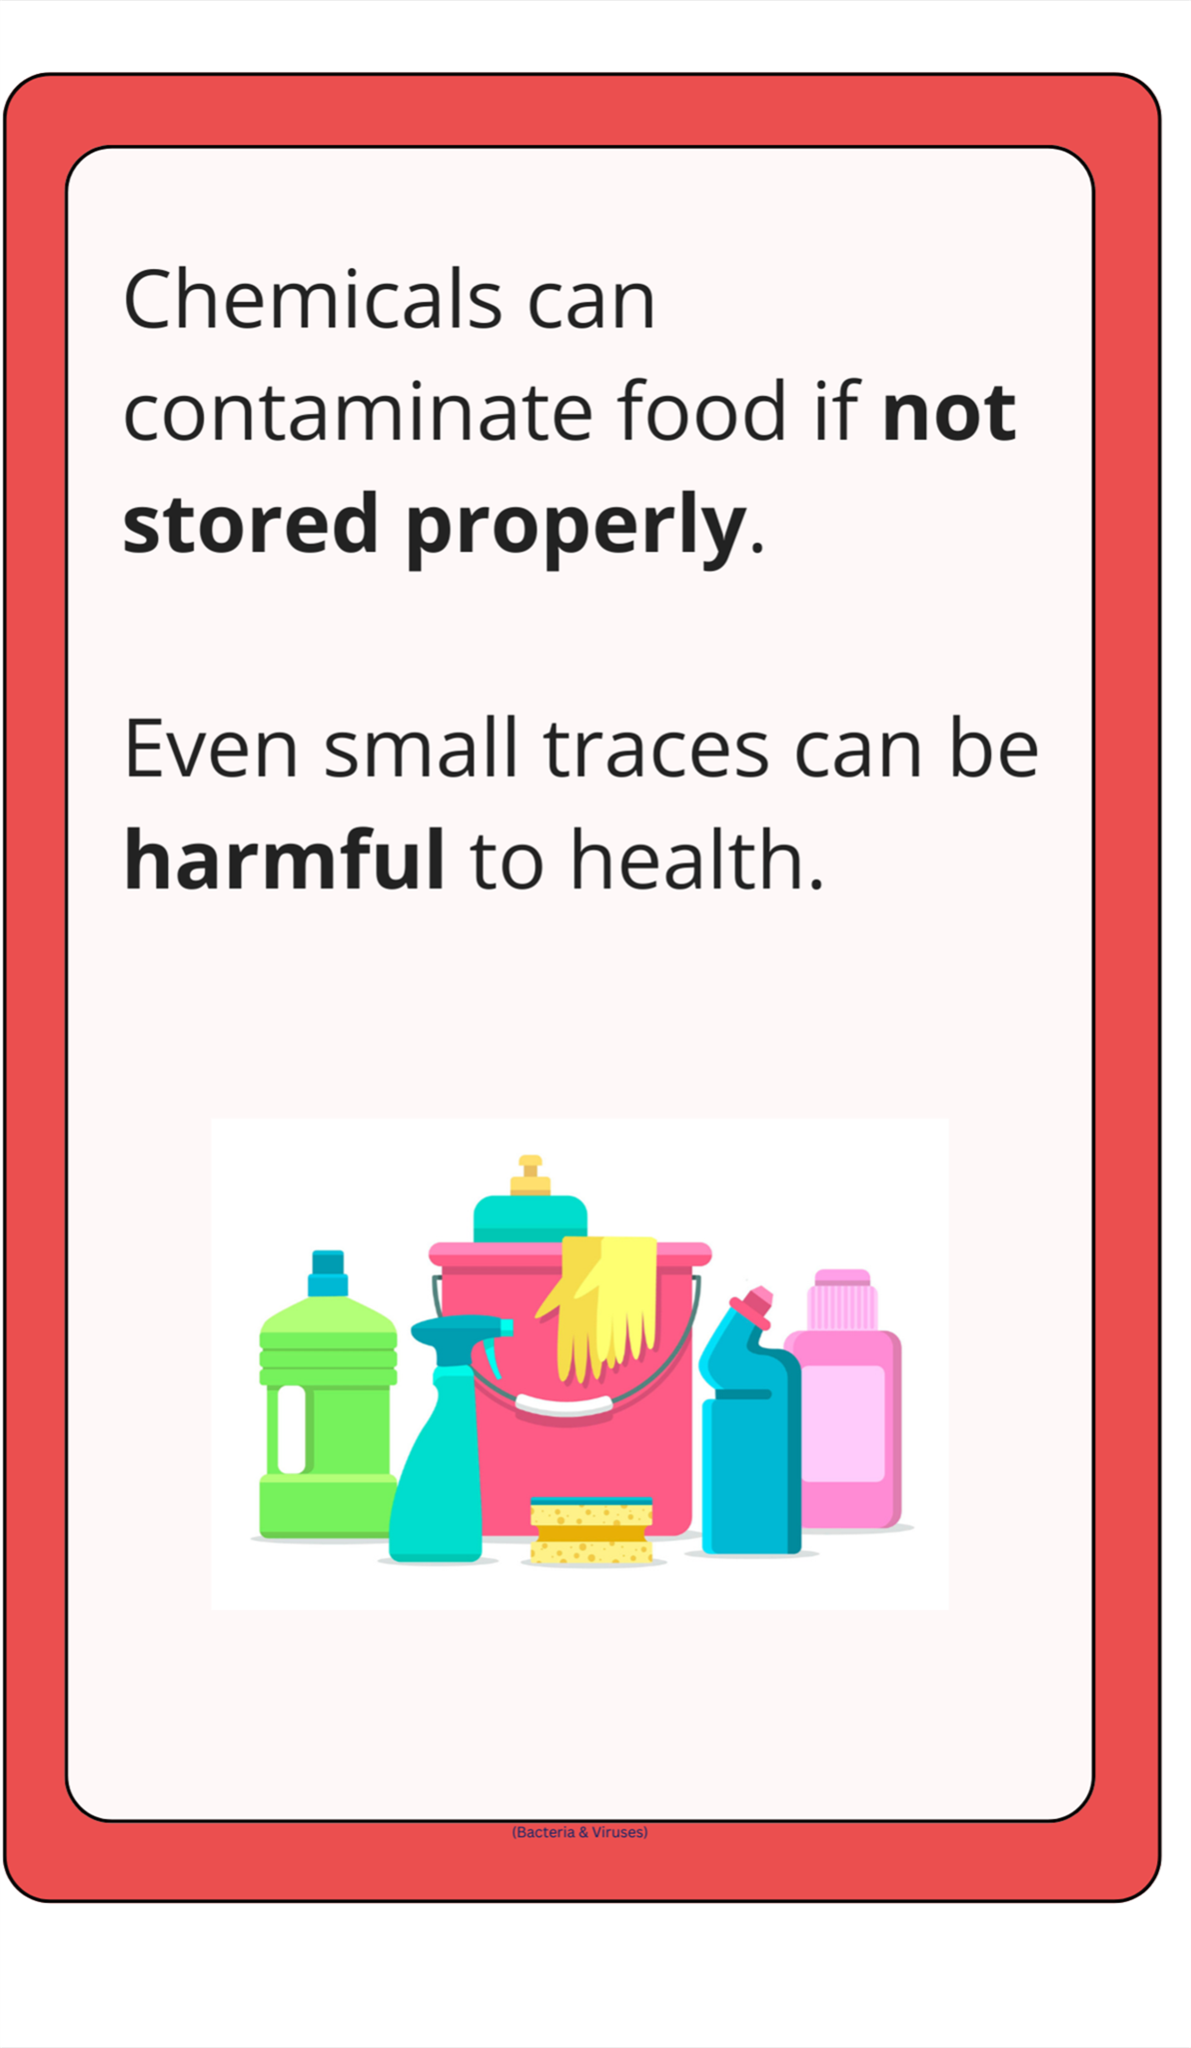 Chemicals can
contaminate food if not
stored properly.
Even small traces can be
harmful to health.
(Bacteria & Viruses)